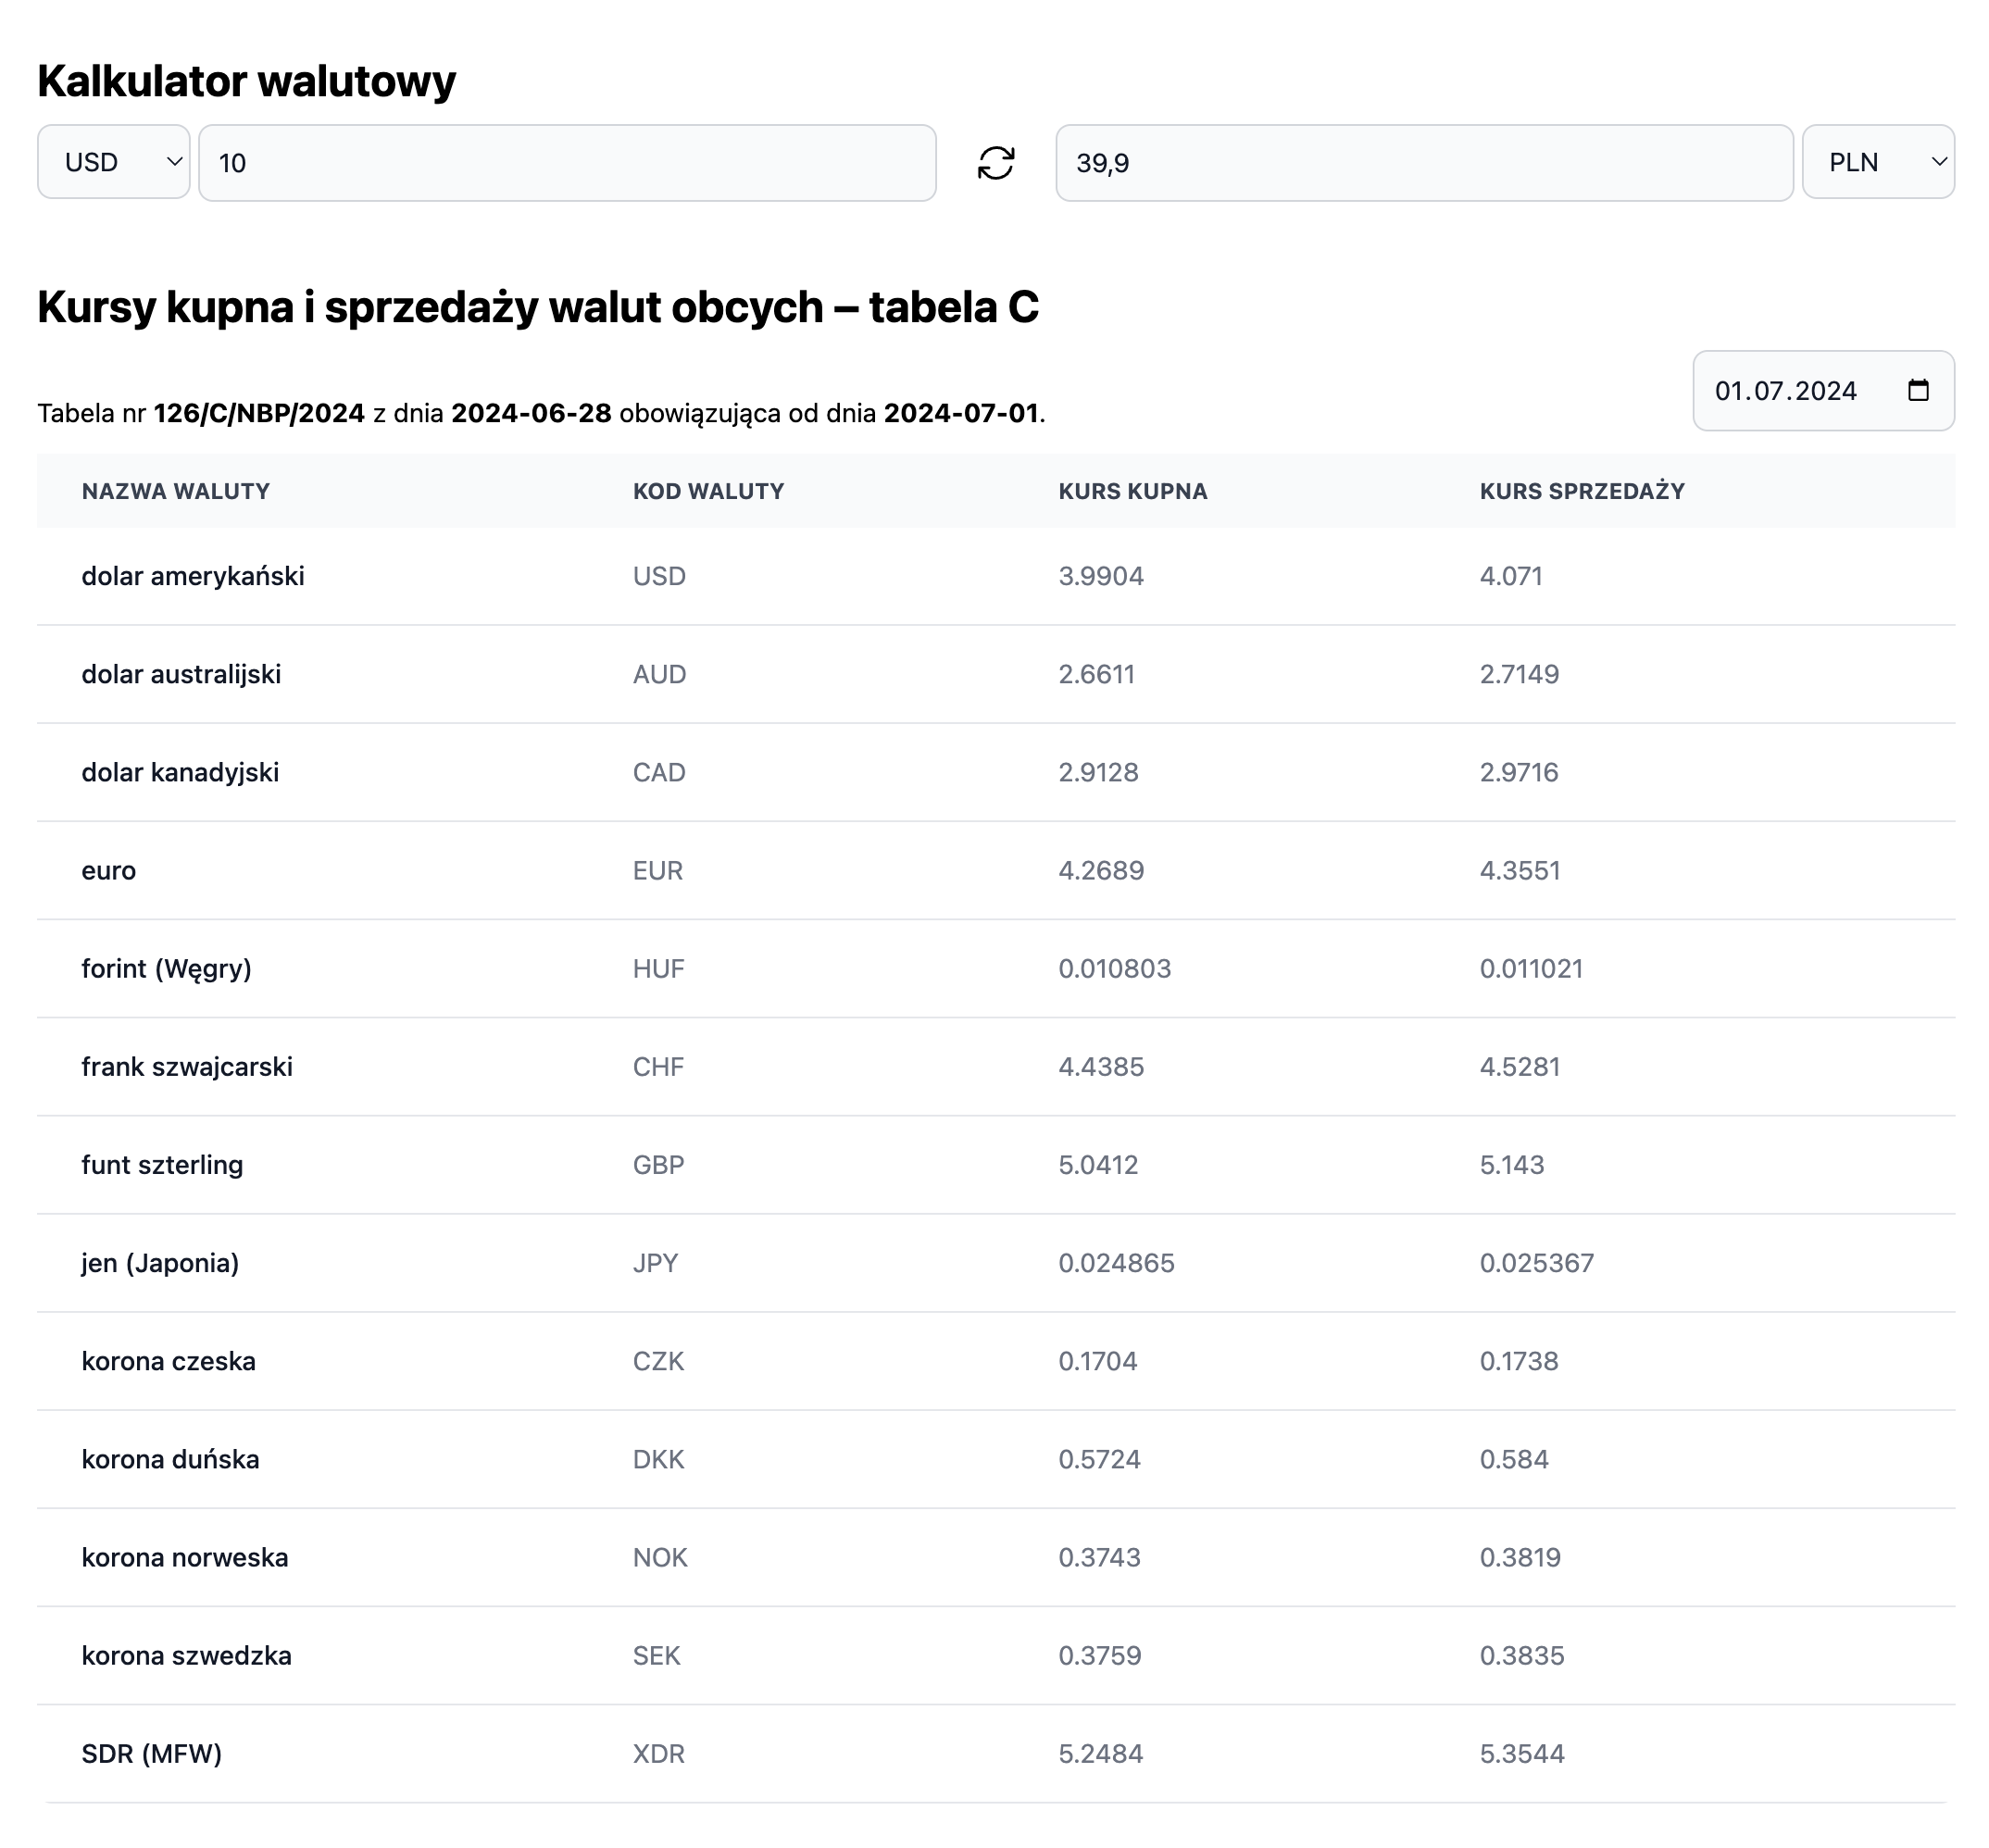 Kalkulator walutowy
USD 10 39,9 PLN
Kursy kupna i sprzedaży walut obcych – tabela C
01.07.2024
Tabela nr 126/C/NBP/2024 z dnia 2024-06-28 obowiązująca od dnia 2024-07-01.
NAZWA WALUTY KOD WALUTY KURS KUPNA KURS SPRZEDAŻY
dolar amerykański USD 3.9904 4.071
dolar australijski AUD 2.6611 2.7149
dolar kanadyjski CAD 2.9128 2.9716
euro EUR 4.2689 4.3551
forint (Węgry) HUF 0.010803 0.011021
frank szwajcarski CHF 4.4385 4.5281
funt szterling GBP 5.0412 5.143
jen (Japonia) JPY 0.024865 0.025367
korona czeska CZK 0.1704 0.1738
korona duńska DKK 0.5724 0.584
korona norweska NOK 0.3743 0.3819
korona szwedzka SEK 0.3759 0.3835
SDR (MFW) XDR 5.2484 5.3544